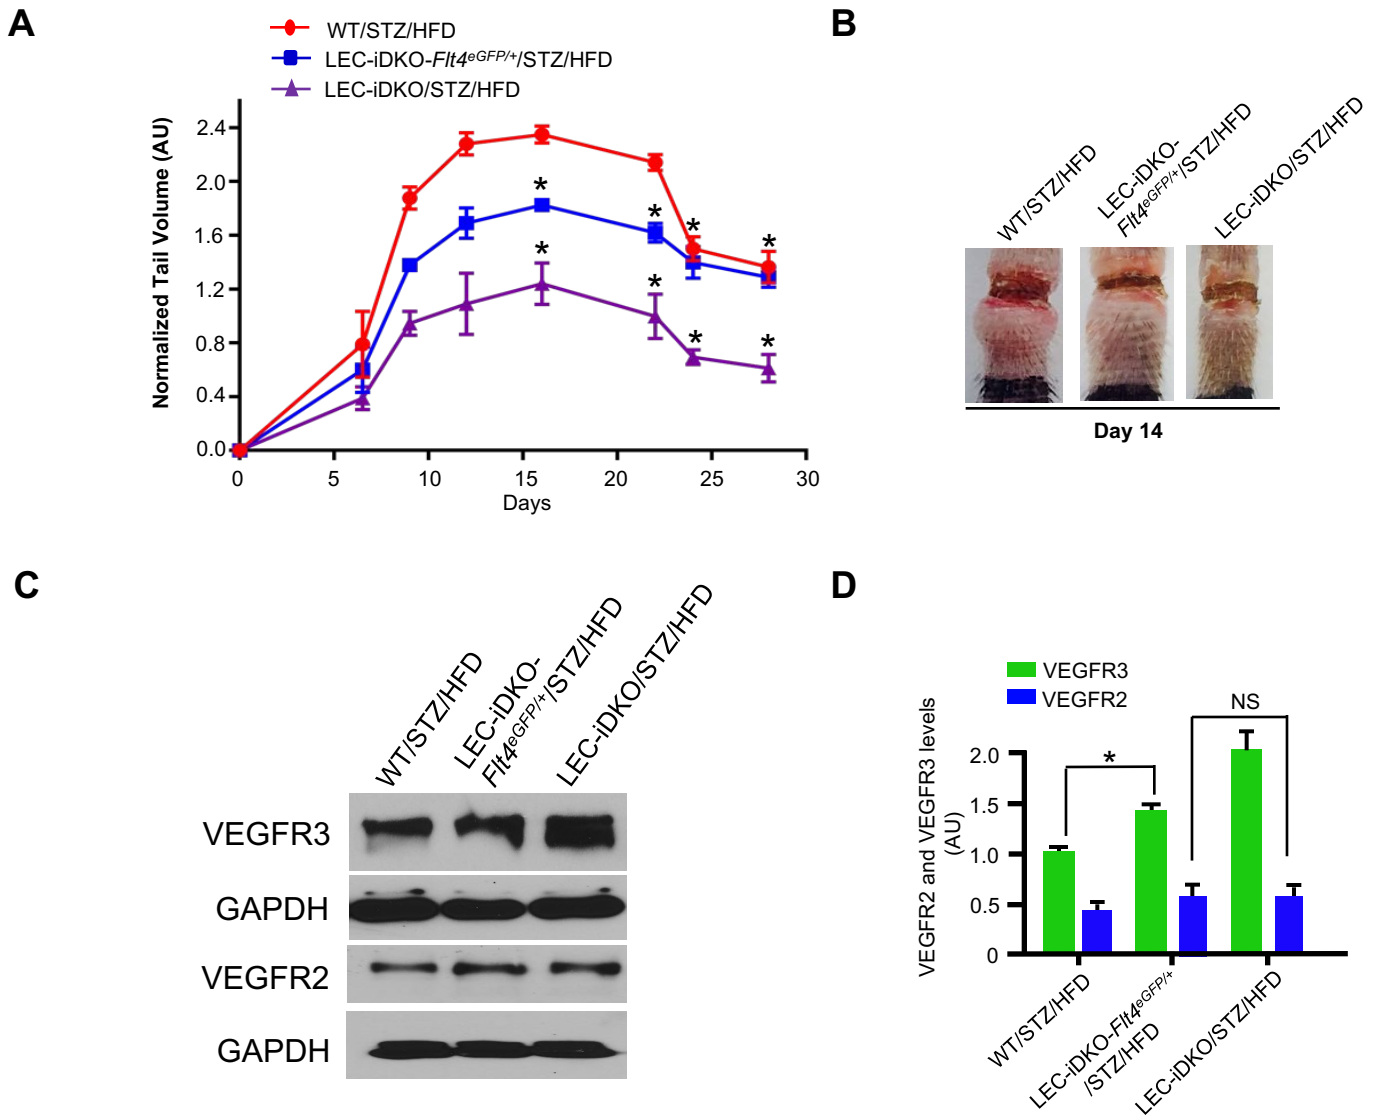 A
WT/STZ/HFD
LEC-iDKO-Flt4eGFP/+/STZ/HFD
LEC-iDKO/STZ/HFD
Normalized Tail Volume (AU)
2.4
2.0
1.6
1.2
0.8
0.4
0.0
* * * *
* * * *
0 5 10 15 20 25 30
Days
B
WT/STZ/HFD
LEC-iDKO-
Flt4eGFP/+/STZ/HFD
LEC-iDKO/STZ/HFD
Day 14
C
WT/STZ/HFD
LEC-iDKO-
Flt4eGFP/+/STZ/HFD
LEC-iDKO/STZ/HFD
VEGFR3
GAPDH
VEGFR2
GAPDH
D
VEGFR3
VEGFR2
VEGFR2 and VEGFR3 levels
(AU)
2.0
1.5
1.0
0.5
0
*
NS
WT/STZ/HFD
LEC-iDKO-Flt4eGFP/+
/STZ/HFD
LEC-iDKO/STZ/HFD